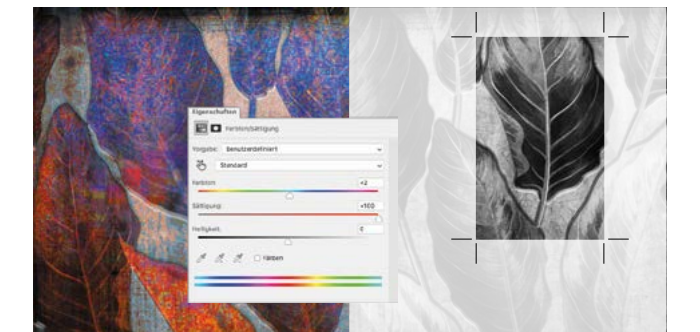 Eigenschaften
Farbton/Sättigung
Vorgabe: Benutzerdefiniert
Standard
Farbton: +2
Sättigung: +100
Helligkeit: 0
Färben